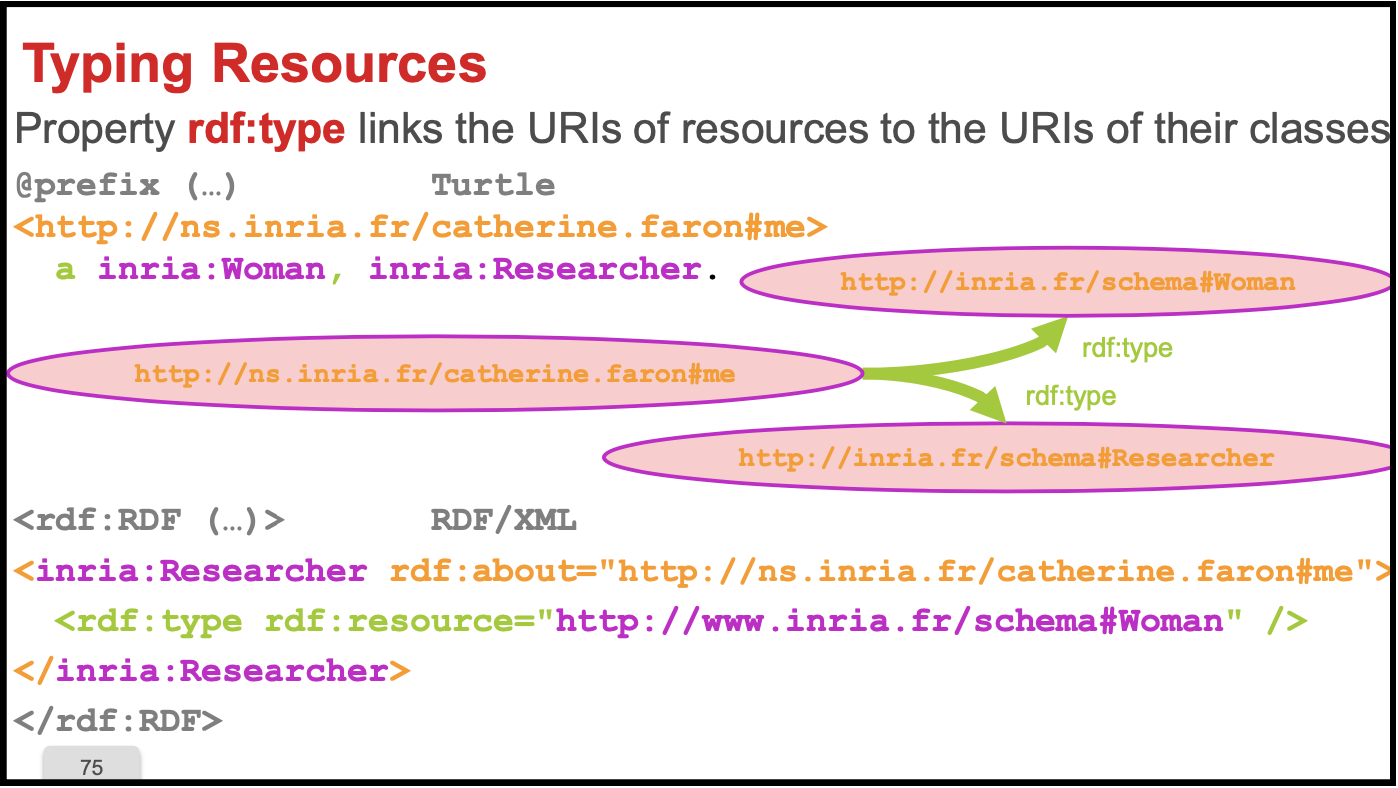 Typing Resources
Property rdf:type links the URIs of resources to the URIs of their classes
@prefix (…) Turtle
<http://ns.inria.fr/catherine.faron#me>
a inria:Woman, inria:Researcher.
http://inria.fr/schema#Woman
rdf:type
http://ns.inria.fr/catherine.faron#me
rdf:type
http://inria.fr/schema#Researcher
<rdf:RDF (…)> RDF/XML
<inria:Researcher rdf:about="http://ns.inria.fr/catherine.faron#me">
<rdf:type rdf:resource="http://www.inria.fr/schema#Woman" />
</inria:Researcher>
</rdf:RDF>
75